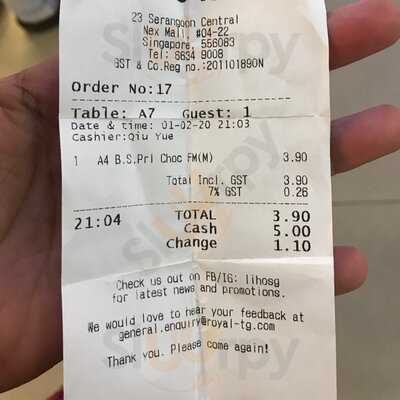 23 Serangoon Central
Nex Mall, #04-22
Singapore, 556083
Tel: 6634 9008
GST & Co.Reg no.:201101890N
Order No:17
Table: A7 Guest: 1
Date & time: 01-02-20 21:03
Cashier:Qiu Yue
1 A4 B.S.Prl Choc FM(M) 3.90
Total Incl. GST 3.90
7% GST 0.26
21:04 TOTAL 3.90
Cash 5.00
Change 1.10
Check us out on FB/IG: lihosg
for latest news and promotions.
We would love to hear your feedback at
general.enquiry@royal-tg.com
Thank you. Please come again!